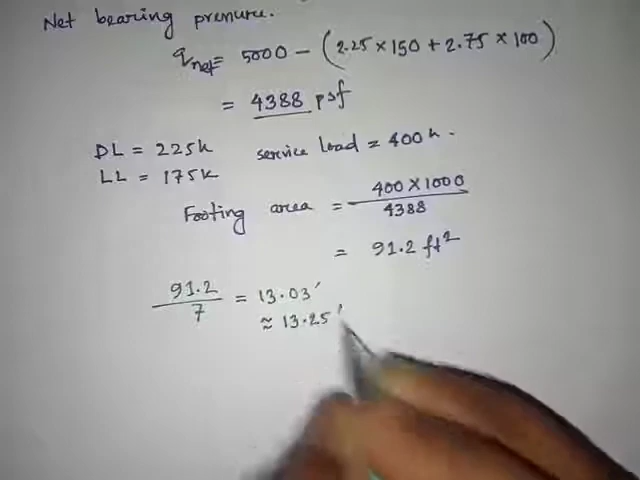 Net bearing pressure.
qnet = 5000 - (2.25 × 150 + 2.75 × 100)
= 4388 psf
DL = 225k service load = 400k.
LL = 175k
Footing area = 400 × 1000 / 4388
= 91.2 ft²
91.2 / 7 = 13.03'
≈ 13.25'